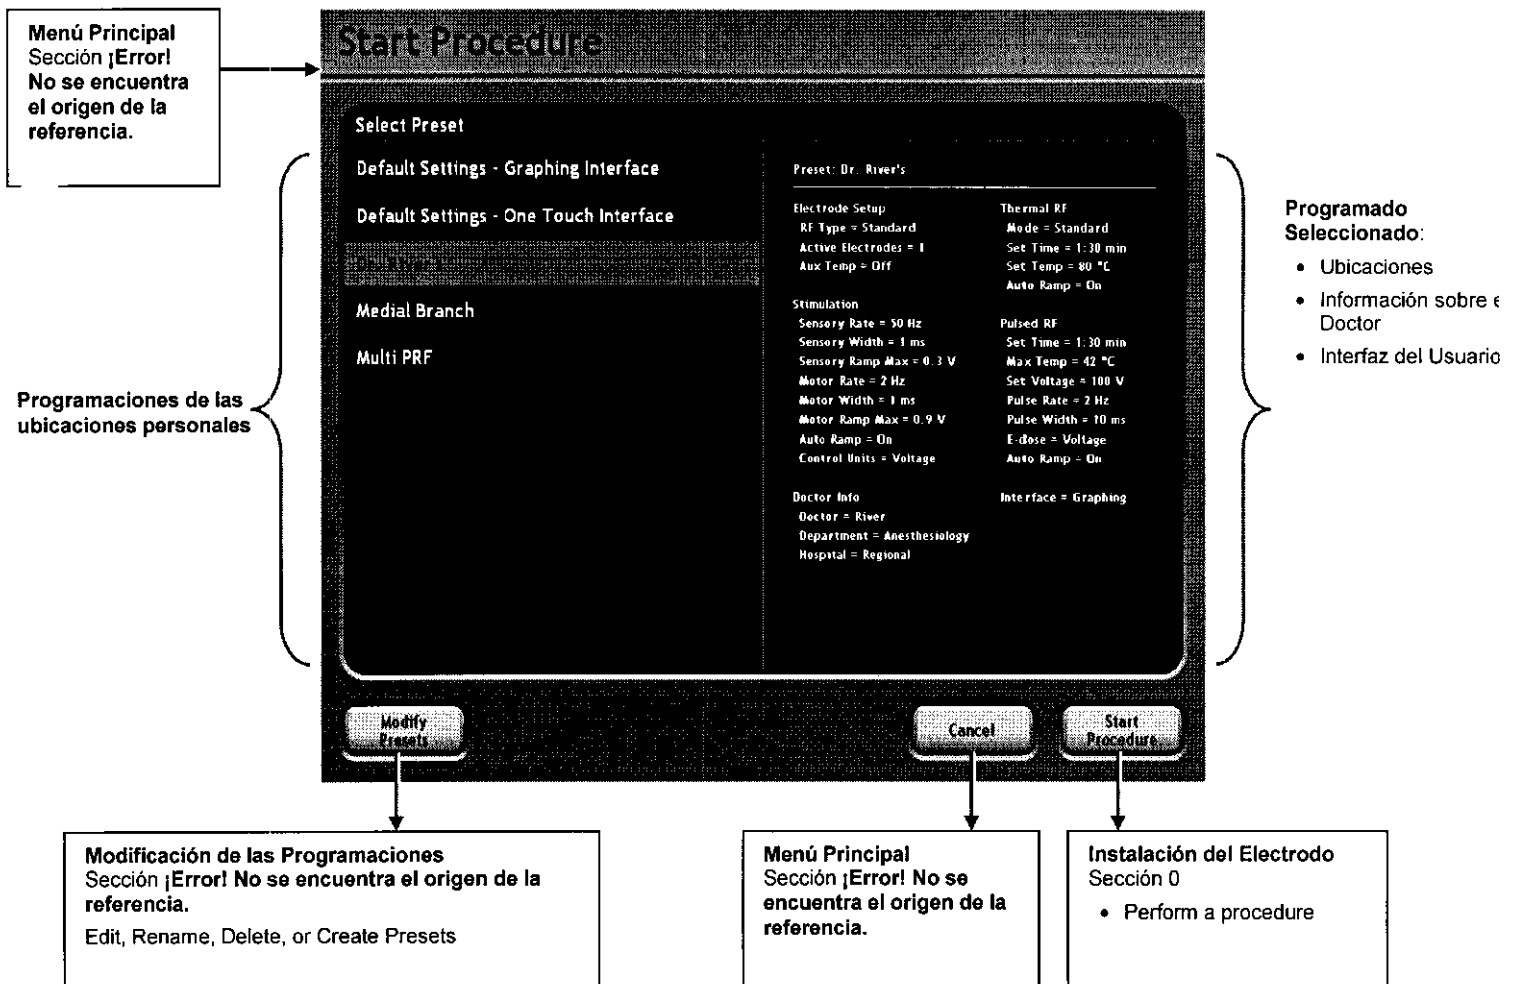 Menú Principal
Sección ¡Error!
No se encuentra
el origen de la
referencia.
Start Procedure
Select Preset
Default Settings - Graphing Interface
Default Settings - One Touch Interface
Medial Branch
Multi PRF
Preset: Dr. River's
Electrode Setup
RF Type = Standard
Active Electrodes = 1
Aux Temp = Off
Stimulation
Sensory Rate = 50 Hz
Sensory Width = 1 ms
Sensory Ramp Max = 0.3 V
Motor Rate = 2 Hz
Motor Width = 1 ms
Motor Ramp Max = 0.9 V
Auto Ramp = On
Control Units = Voltage
Doctor Info
Doctor = River
Department = Anesthesiology
Hospital = Regional
Thermal RF
Mode = Standard
Set Time = 1:30 min
Set Temp = 80 °C
Auto Ramp = On
Pulsed RF
Set Time = 1:30 min
Max Temp = 42 °C
Set Voltage = 100 V
Pulse Rate = 2 Hz
Pulse Width = 10 ms
E-dose = Voltage
Auto Ramp = On
Interface = Graphing
Programaciones de las
ubicaciones personales
Programado
Seleccionado:
• Ubicaciones
• Información sobre e
Doctor
• Interfaz del Usuario
Modify
Presets
Cancel
Start
Procedure
Modificación de las Programaciones
Sección ¡Error! No se encuentra el origen de la
referencia.
Edit, Rename, Delete, or Create Presets
Menú Principal
Sección ¡Error! No se
encuentra el origen de la
referencia.
Instalación del Electrodo
Sección 0
• Perform a procedure